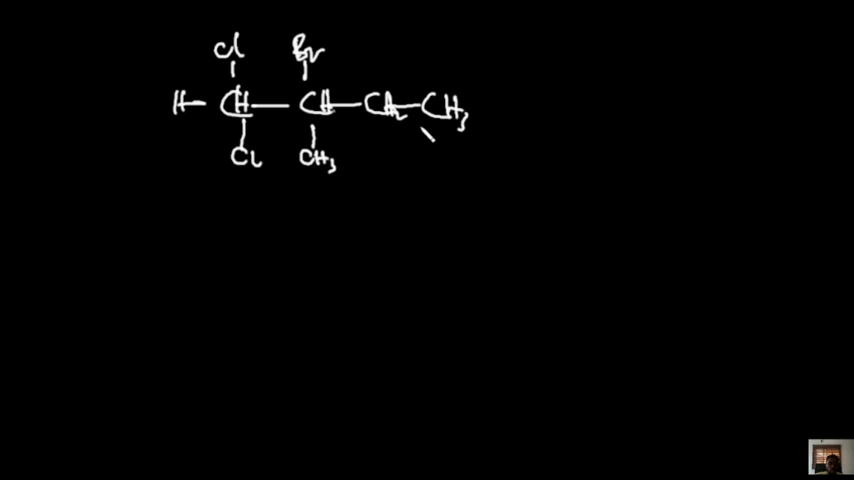 Cl Br
H— CH — CH — CH₂ — CH₃
Cl CH₃